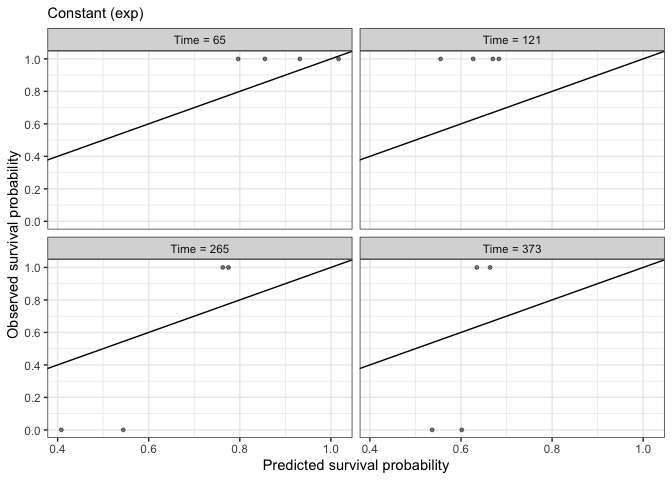 Constant (exp)
Time = 65
Time = 121
1.0
0.8
0.6
0.4
0.2
0.0
Time = 265
Time = 373
1.0
0.8
0.6
0.4
0.2
0.0
0.4 0.6 0.8 1.0 0.4 0.6 0.8 1.0
Observed survival probability
Predicted survival probability